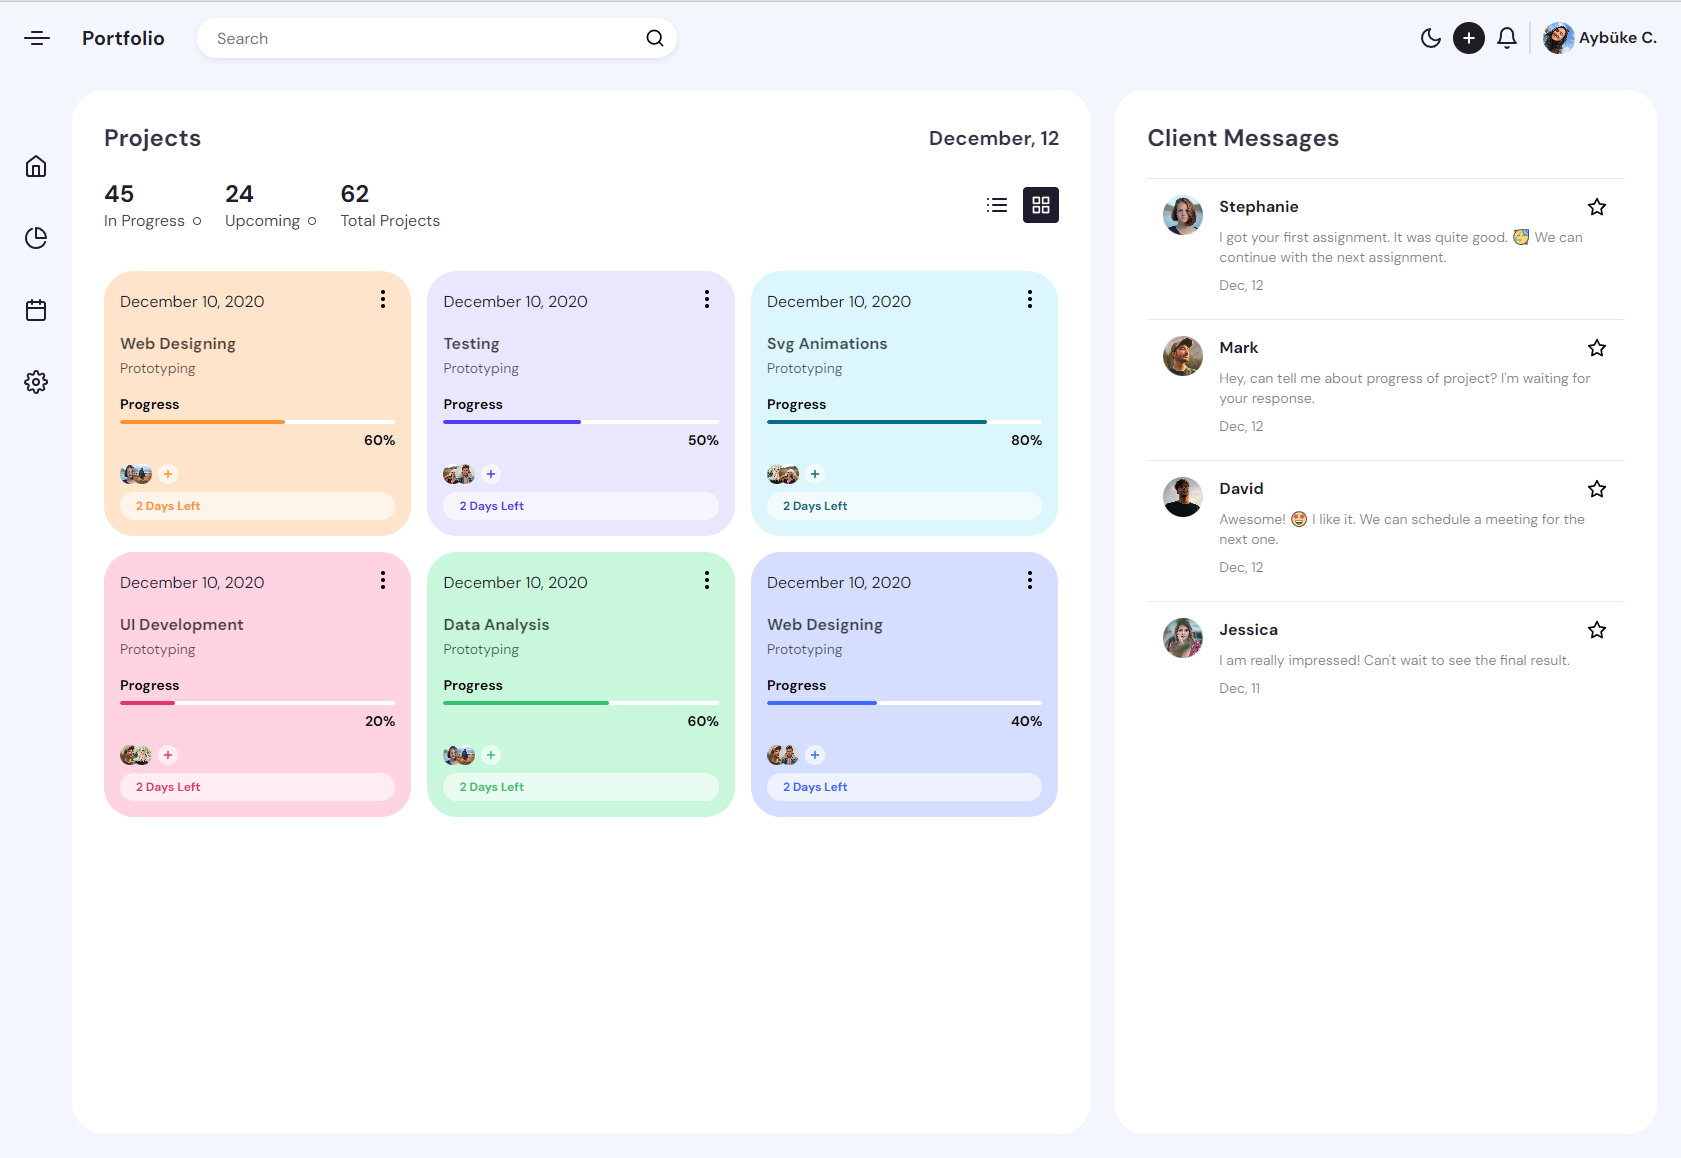 Portfolio
Search
Aybüke C.
Projects
December, 12
45
In Progress
24
Upcoming
62
Total Projects
December 10, 2020
Web Designing
Prototyping
Progress
60%
+
2 Days Left
December 10, 2020
Testing
Prototyping
Progress
50%
+
2 Days Left
December 10, 2020
Svg Animations
Prototyping
Progress
80%
+
2 Days Left
December 10, 2020
UI Development
Prototyping
Progress
20%
+
2 Days Left
December 10, 2020
Data Analysis
Prototyping
Progress
60%
+
2 Days Left
December 10, 2020
Web Designing
Prototyping
Progress
40%
+
2 Days Left
Client Messages
Stephanie
I got your first assignment. It was quite good. 🥳 We can
continue with the next assignment.
Dec, 12
Mark
Hey, can tell me about progress of project? I'm waiting for
your response.
Dec, 12
David
Awesome! 🤩 I like it. We can schedule a meeting for the
next one.
Dec, 12
Jessica
I am really impressed! Can't wait to see the final result.
Dec, 11